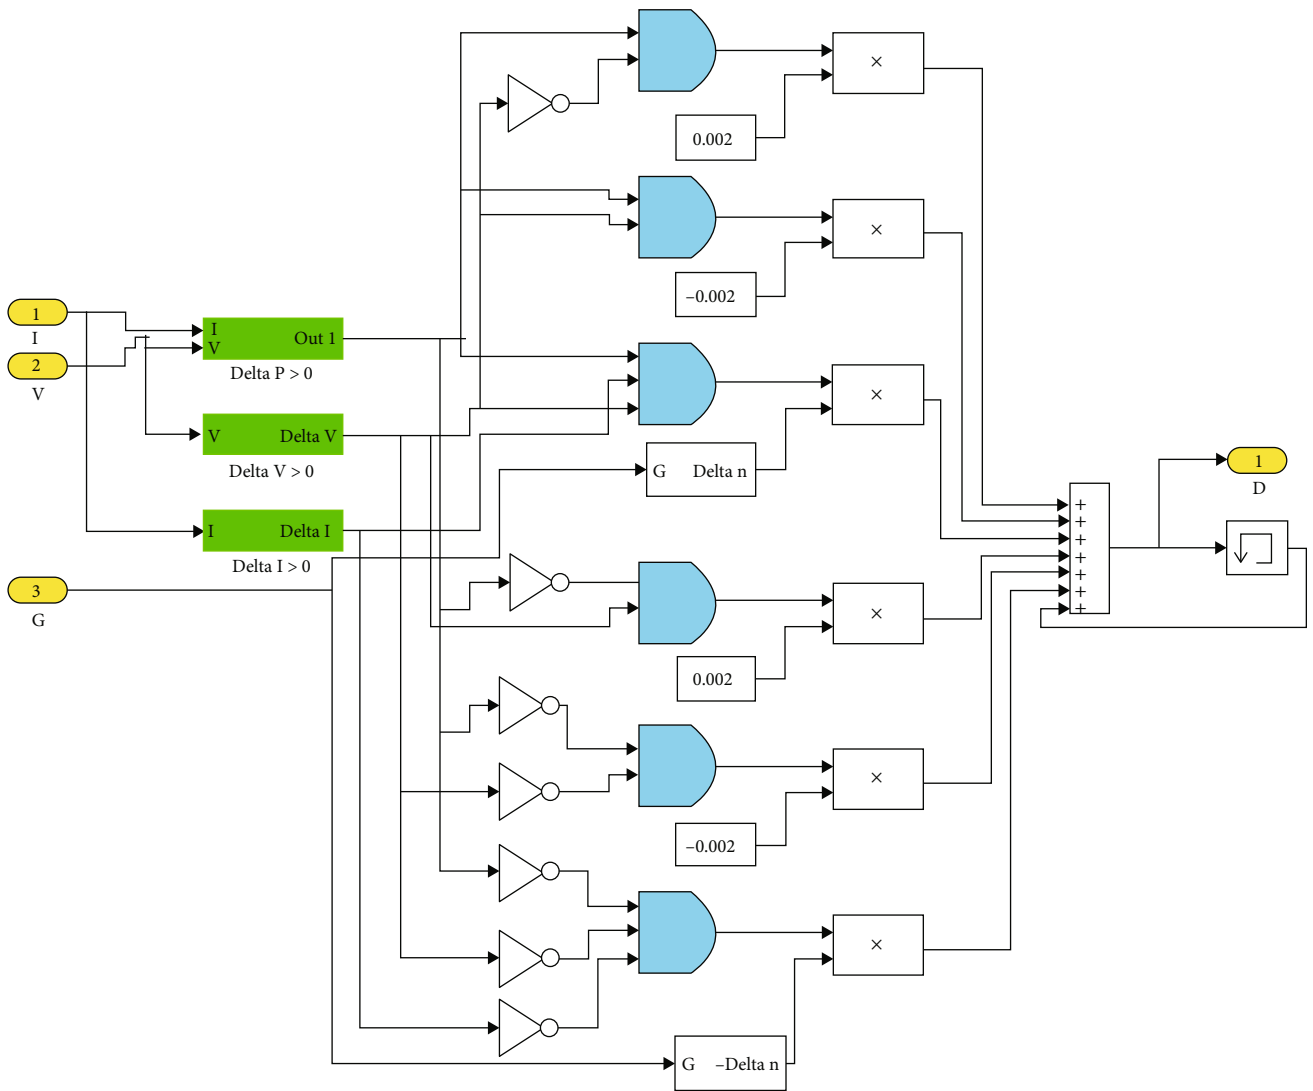 ×
0.002
×
–0.002
1
I
2
V
I
V
Out 1
Delta P > 0
V
Delta V
Delta V > 0
I
Delta I
Delta I > 0
3
G
×
G
Delta n
×
0.002
×
–0.002
×
G
–Delta n
+
+
+
+
+
+
+
1
D